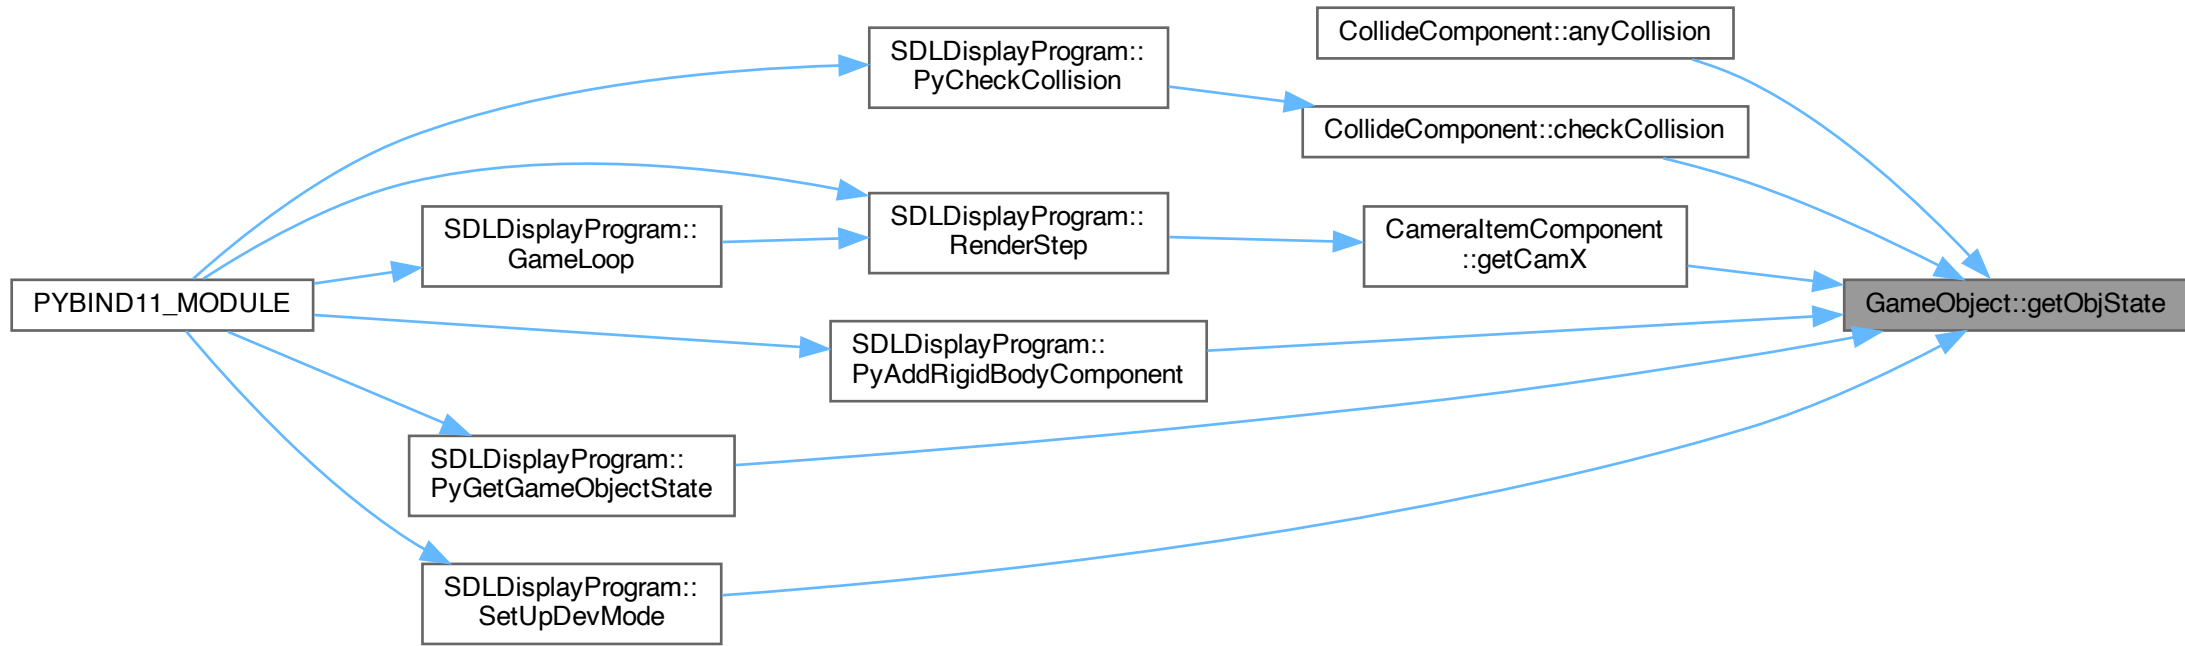 CollideComponent::anyCollision
SDLDisplayProgram::
PyCheckCollision
CollideComponent::checkCollision
SDLDisplayProgram::
RenderStep
SDLDisplayProgram::
GameLoop
CameraItemComponent
::getCamX
PYBIND11_MODULE
GameObject::getObjState
SDLDisplayProgram::
PyAddRigidBodyComponent
SDLDisplayProgram::
PyGetGameObjectState
SDLDisplayProgram::
SetUpDevMode